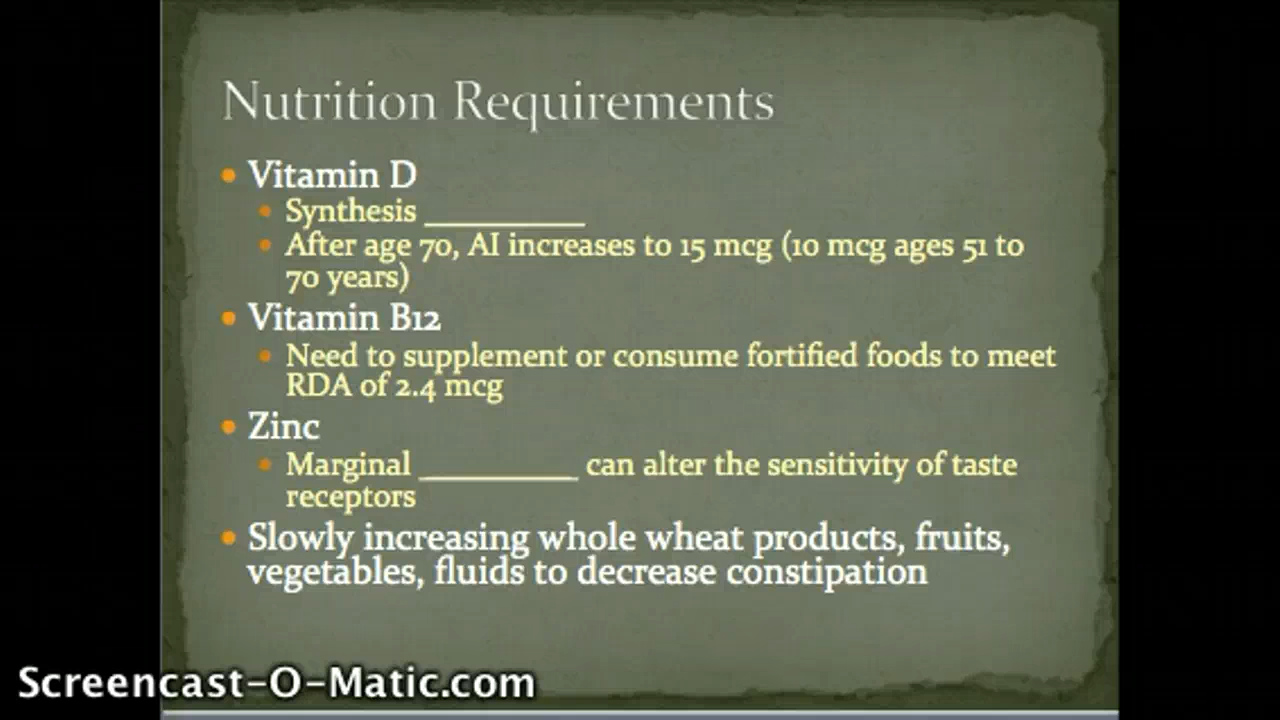 Nutrition Requirements
• Vitamin D
• Synthesis __________
• After age 70, AI increases to 15 mcg (10 mcg ages 51 to
70 years)
• Vitamin B12
• Need to supplement or consume fortified foods to meet
RDA of 2.4 mcg
• Zinc
• Marginal __________ can alter the sensitivity of taste
receptors
• Slowly increasing whole wheat products, fruits,
vegetables, fluids to decrease constipation
Screencast-O-Matic.com